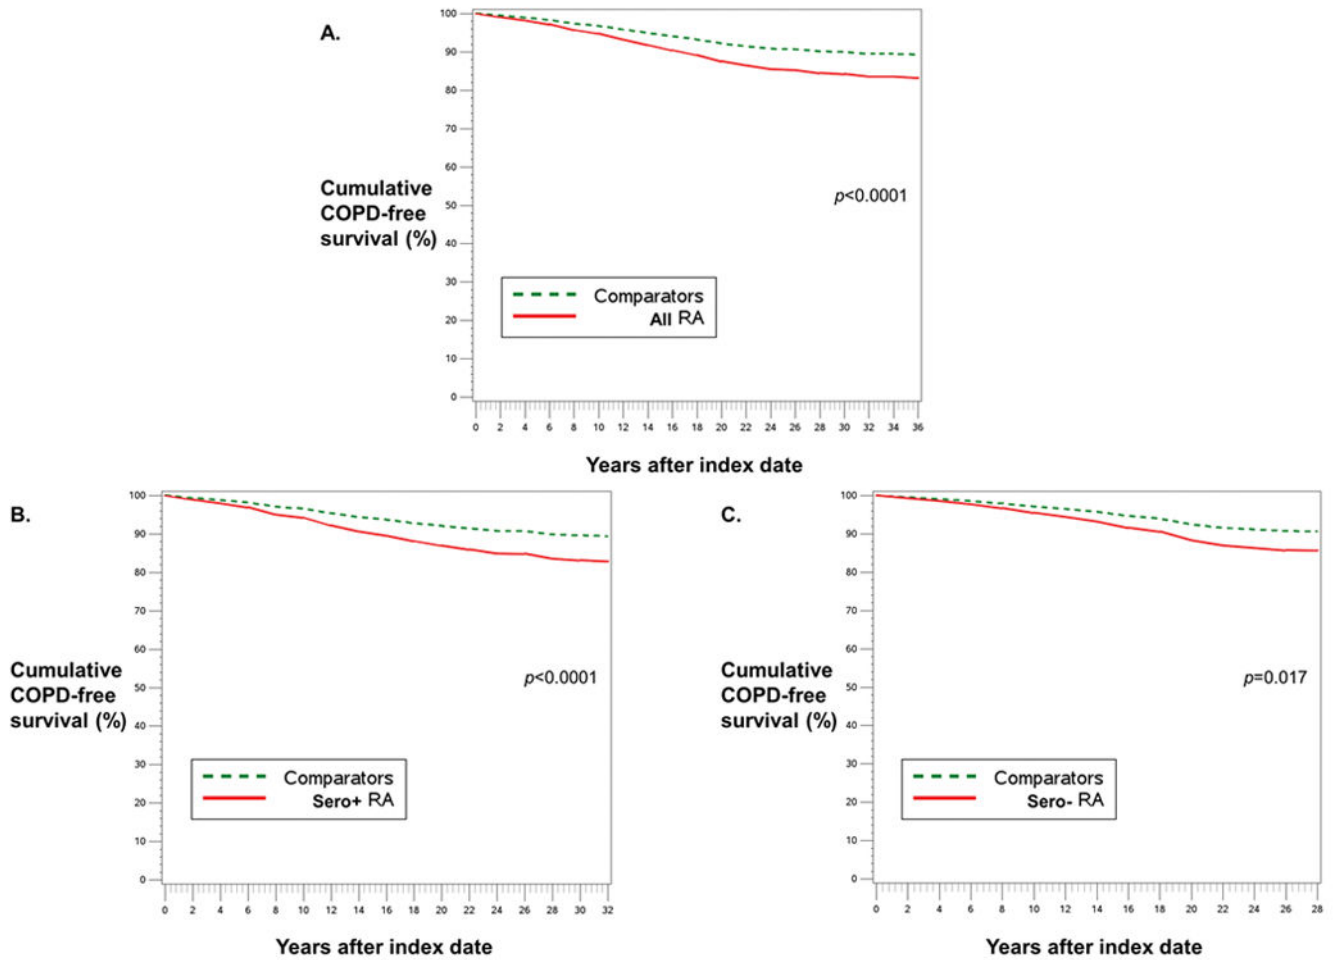 A.
Cumulative
COPD-free
survival (%)
100
90
80
70
60
50
40
30
20
10
0
p<0.0001
Comparators
All RA
0 2 4 6 8 10 12 14 16 18 20 22 24 26 28 30 32 34 36
Years after index date
B.
Cumulative
COPD-free
survival (%)
100
90
80
70
60
50
40
30
20
10
0
p<0.0001
Comparators
Sero+ RA
0 2 4 6 8 10 12 14 16 18 20 22 24 26 28 30 32
Years after index date
C.
Cumulative
COPD-free
survival (%)
100
90
80
70
60
50
40
30
20
10
0
p=0.017
Comparators
Sero- RA
0 2 4 6 8 10 12 14 16 18 20 22 24 26 28
Years after index date